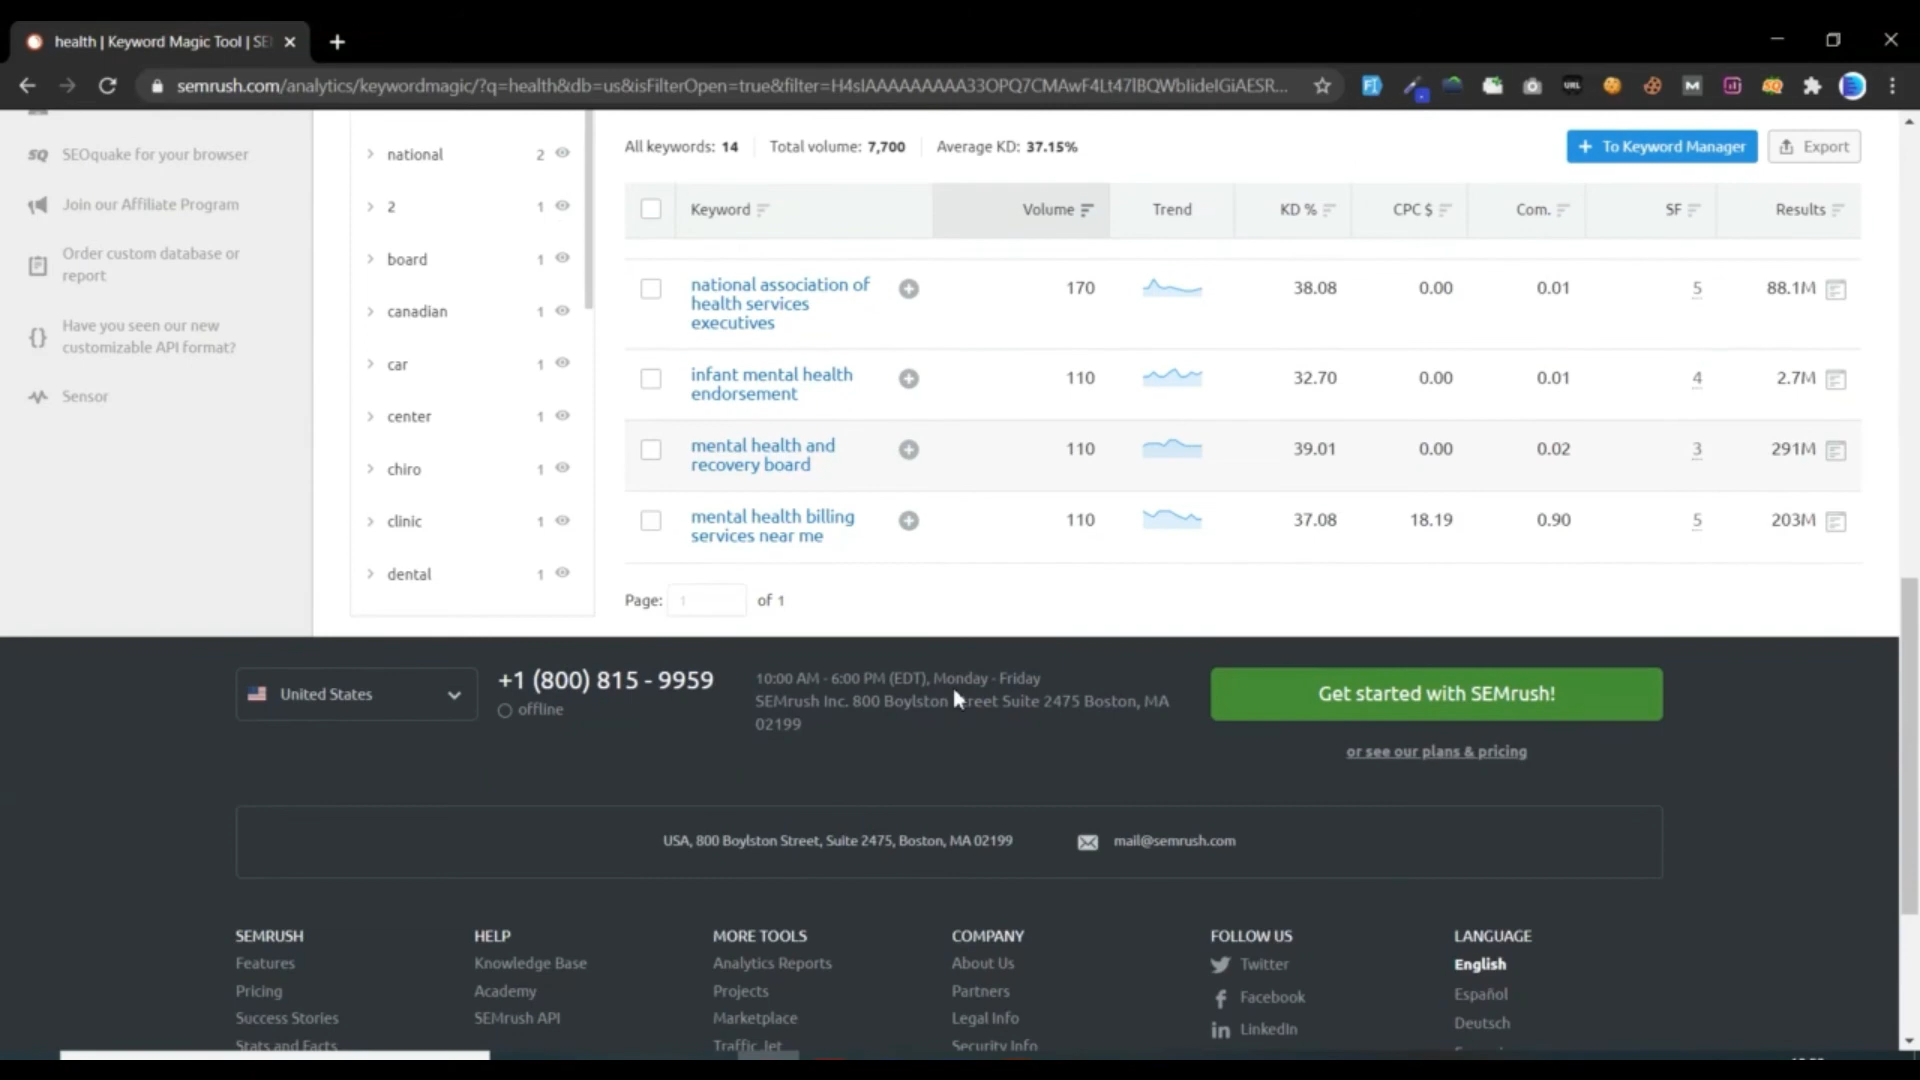 health | Keyword Magic Tool | SE
semrush.com/analytics/keywordmagic/?q=health&db=us&isFilterOpen=true&filter=
SQ SEOquake for your browser
Join our Affiliate Program
Order custom database or
report
Have you seen our new
customizable API format?
Sensor
national 2
2 1
board 1
canadian 1
car 1
center 1
chiro 1
clinic 1
dental 1
All keywords: 14 Total volume: 7,700 Average KD: 37.15%
+ To Keyword Manager Export
Keyword Volume Trend KD % CPC $ Com. SF Results
national association of
health services
executives
170 38.08 0.00 0.01 5 88.1M
infant mental health
endorsement
110 32.70 0.00 0.01 4 2.7M
mental health and
recovery board
110 39.01 0.00 0.02 3 291M
mental health billing
services near me
110 37.08 18.19 0.90 5 203M
Page: 1 of 1
United States
+1 (800) 815 - 9959
offline
10:00 AM - 6:00 PM (EDT), Monday - Friday
SEMrush Inc. 800 Boylston Suite 2475 Boston, MA
02199
Get started with SEMrush!
or see our plans & pricing
USA, 800 Boylston Street, Suite 2475, Boston, MA 02199
mail@semrush.com
SEMRUSH
Features
Pricing
Success Stories
Stats and Facts
HELP
Knowledge Base
Academy
SEMrush API
MORE TOOLS
Analytics Reports
Projects
Marketplace
Traffic Jet
COMPANY
About Us
Partners
Legal Info
Security Info
FOLLOW US
Twitter
Facebook
LinkedIn
LANGUAGE
English
Español
Deutsch